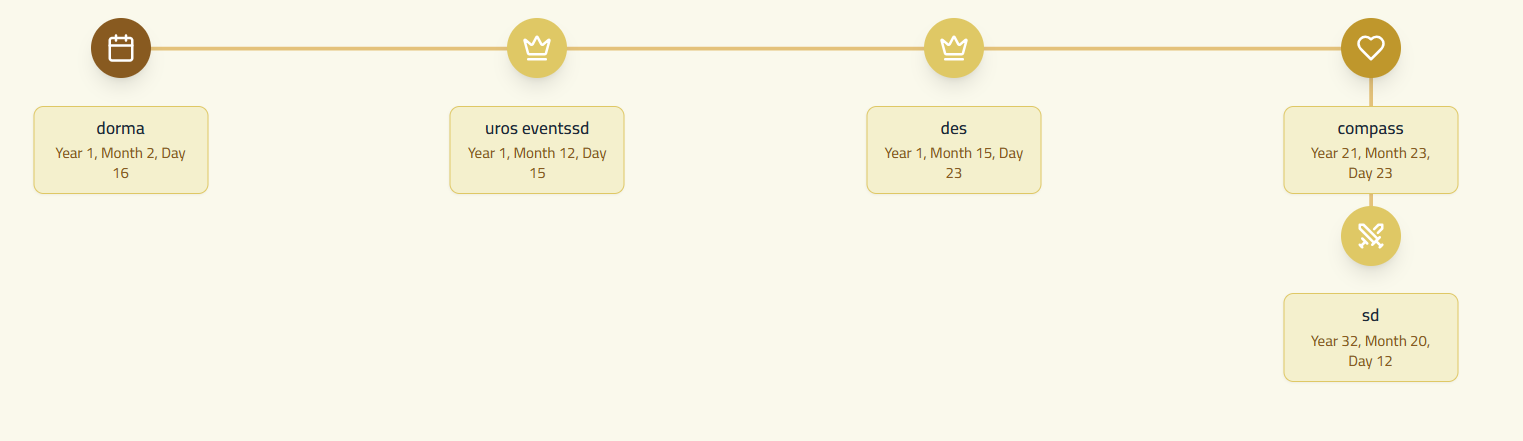 dorma
Year 1, Month 2, Day
16
uros eventssd
Year 1, Month 12, Day
15
des
Year 1, Month 15, Day
23
compass
Year 21, Month 23,
Day 23
sd
Year 32, Month 20,
Day 12